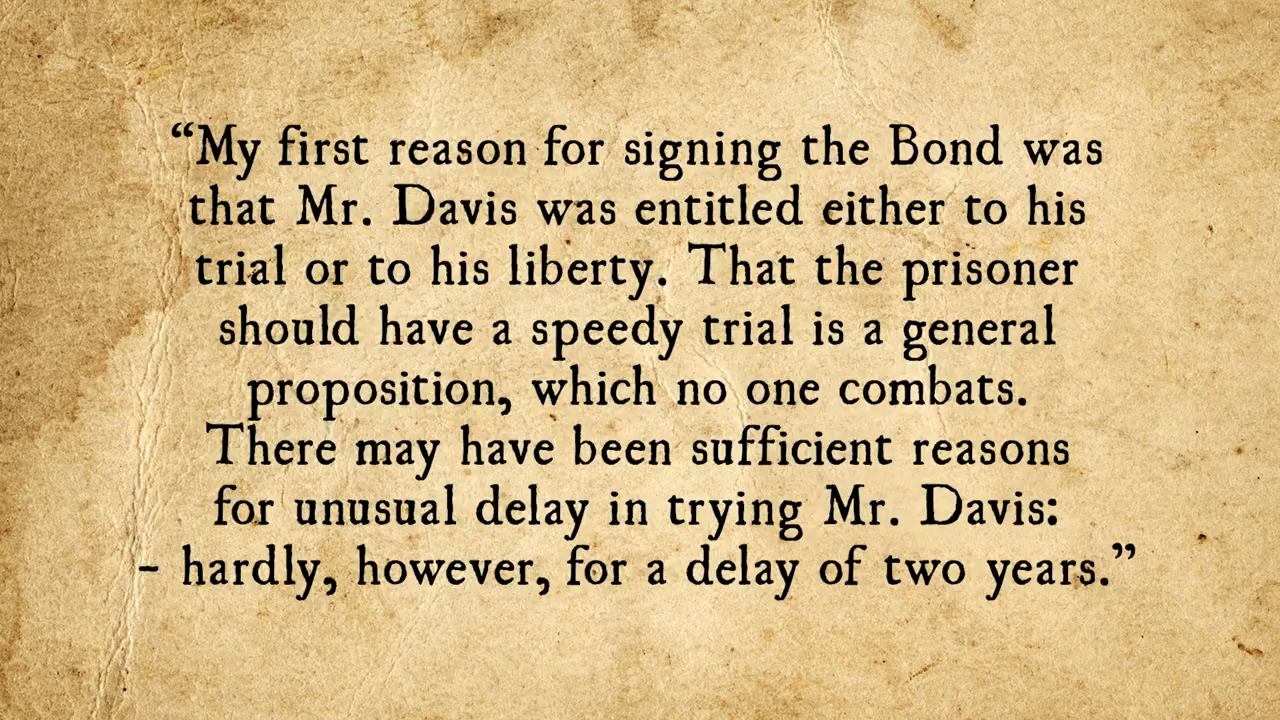 “My first reason for signing the Bond was
that Mr. Davis was entitled either to his
trial or to his liberty. That the prisoner
should have a speedy trial is a general
proposition, which no one combats.
There may have been sufficient reasons
for unusual delay in trying Mr. Davis:
- hardly, however, for a delay of two years.”